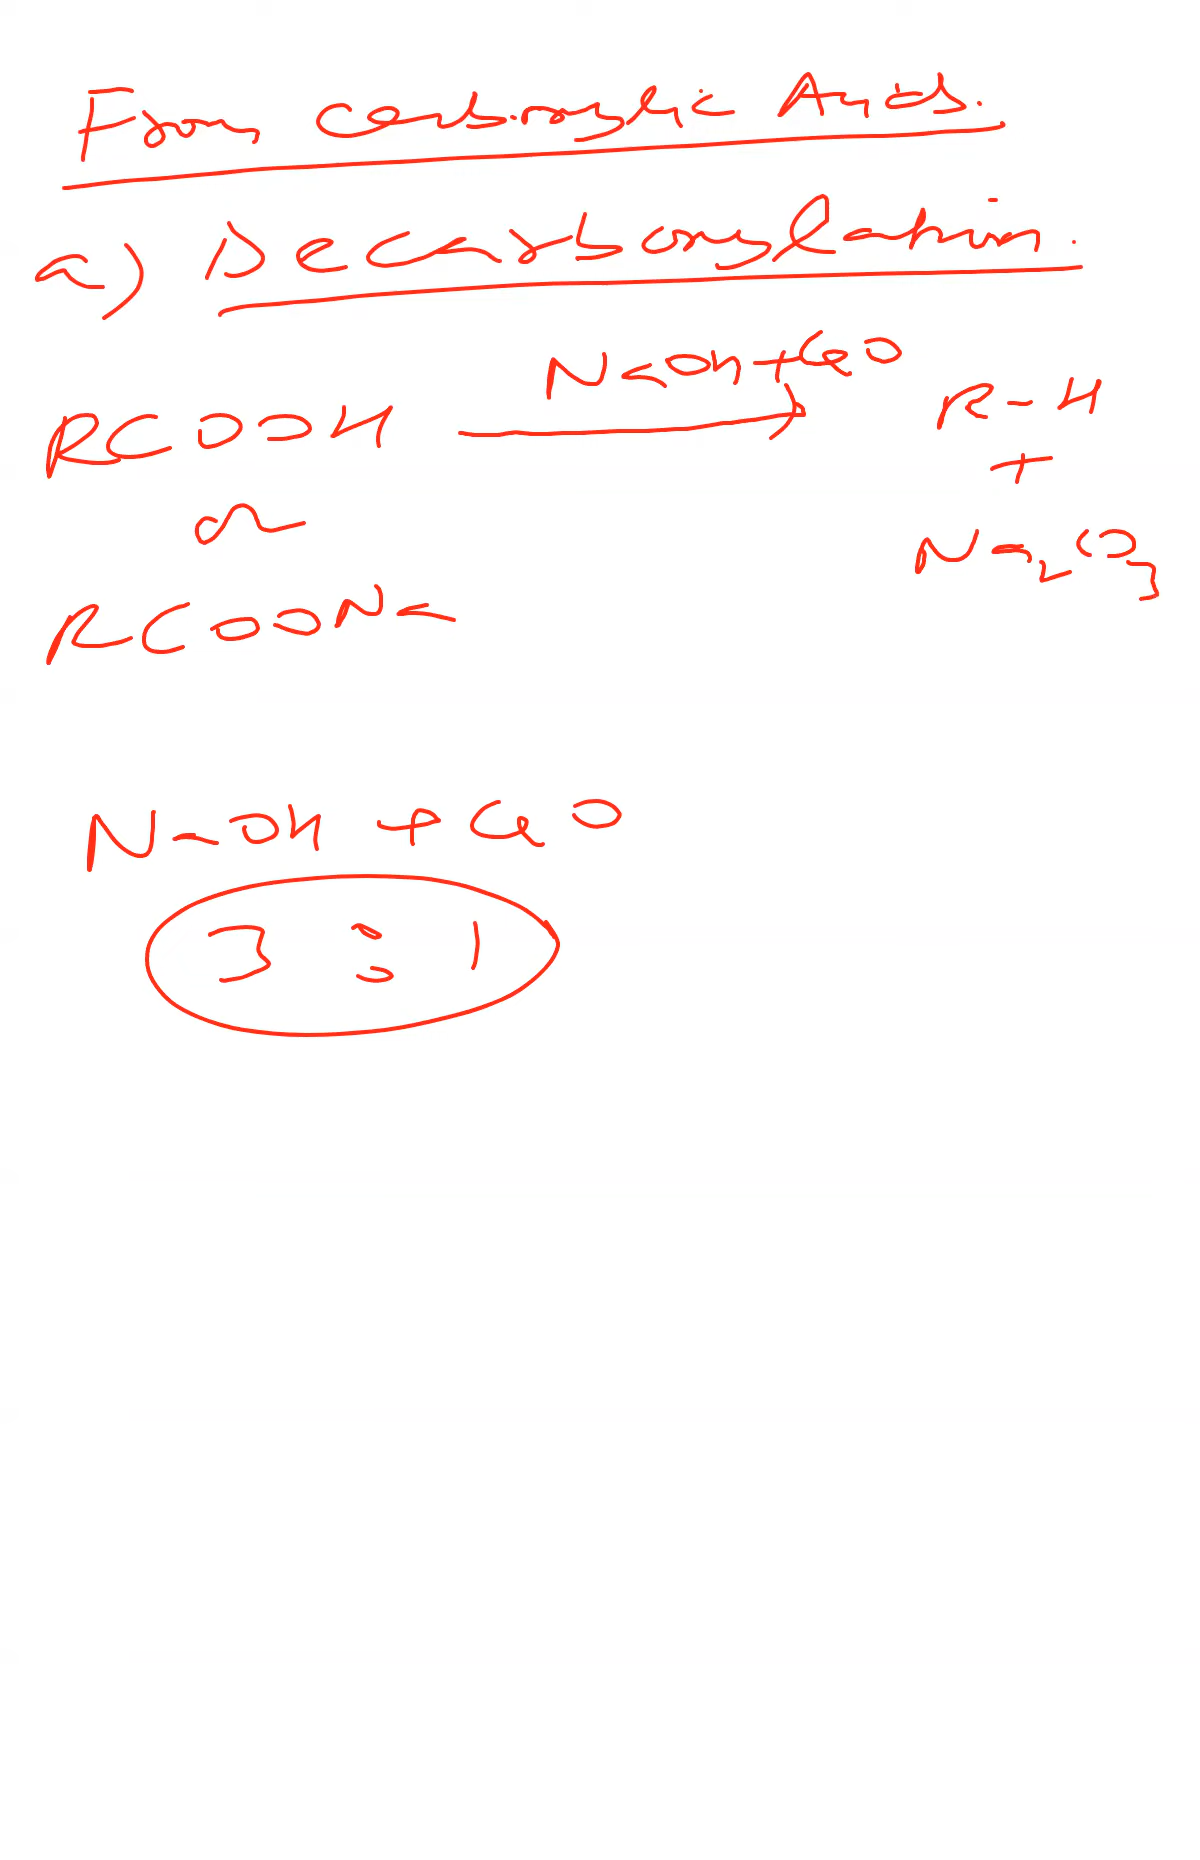 From Carboxylic Acids.
a) Decarboxylation.
RCOOH NaOH + CaO R-H
+
or Na2CO3
RCOONa
NaOH + CaO
3 : 1